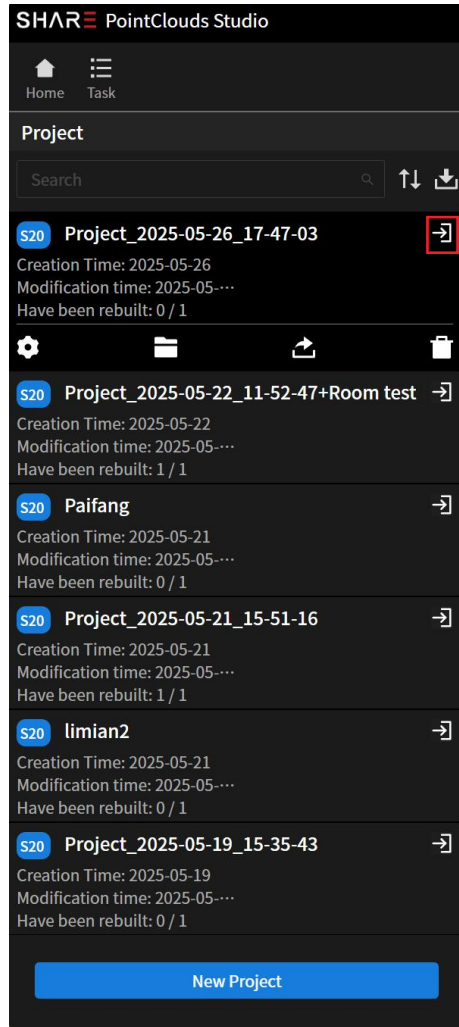 SHARE PointClouds Studio
Home Task
Project
Search
S20 Project_2025-05-26_17-47-03
Creation Time: 2025-05-26
Modification time: 2025-05-···
Have been rebuilt: 0 / 1
S20 Project_2025-05-22_11-52-47+Room test
Creation Time: 2025-05-22
Modification time: 2025-05-···
Have been rebuilt: 1 / 1
S20 Paifang
Creation Time: 2025-05-21
Modification time: 2025-05-···
Have been rebuilt: 0 / 1
S20 Project_2025-05-21_15-51-16
Creation Time: 2025-05-21
Modification time: 2025-05-···
Have been rebuilt: 1 / 1
S20 limian2
Creation Time: 2025-05-21
Modification time: 2025-05-···
Have been rebuilt: 0 / 1
S20 Project_2025-05-19_15-35-43
Creation Time: 2025-05-19
Modification time: 2025-05-···
Have been rebuilt: 0 / 1
New Project